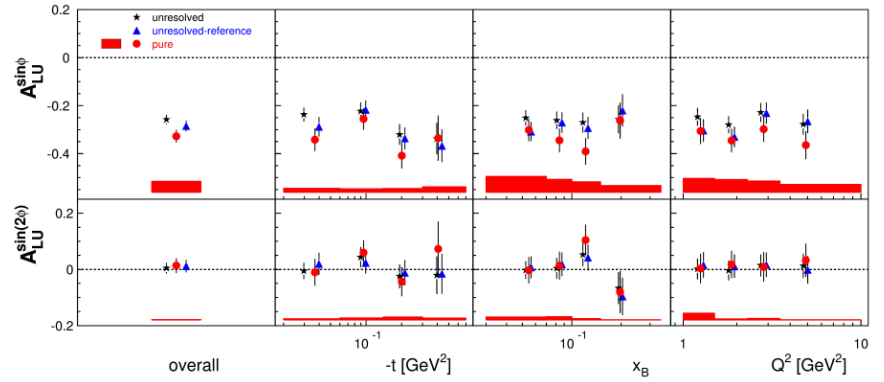 unresolved
unresolved-reference
pure
A_LU^sinϕ
0.2
0
-0.2
-0.4
A_LU^sin(2ϕ)
0.2
0
-0.2
10^-1
10^-1
1
10
overall
-t [GeV^2]
x_B
Q^2 [GeV^2]